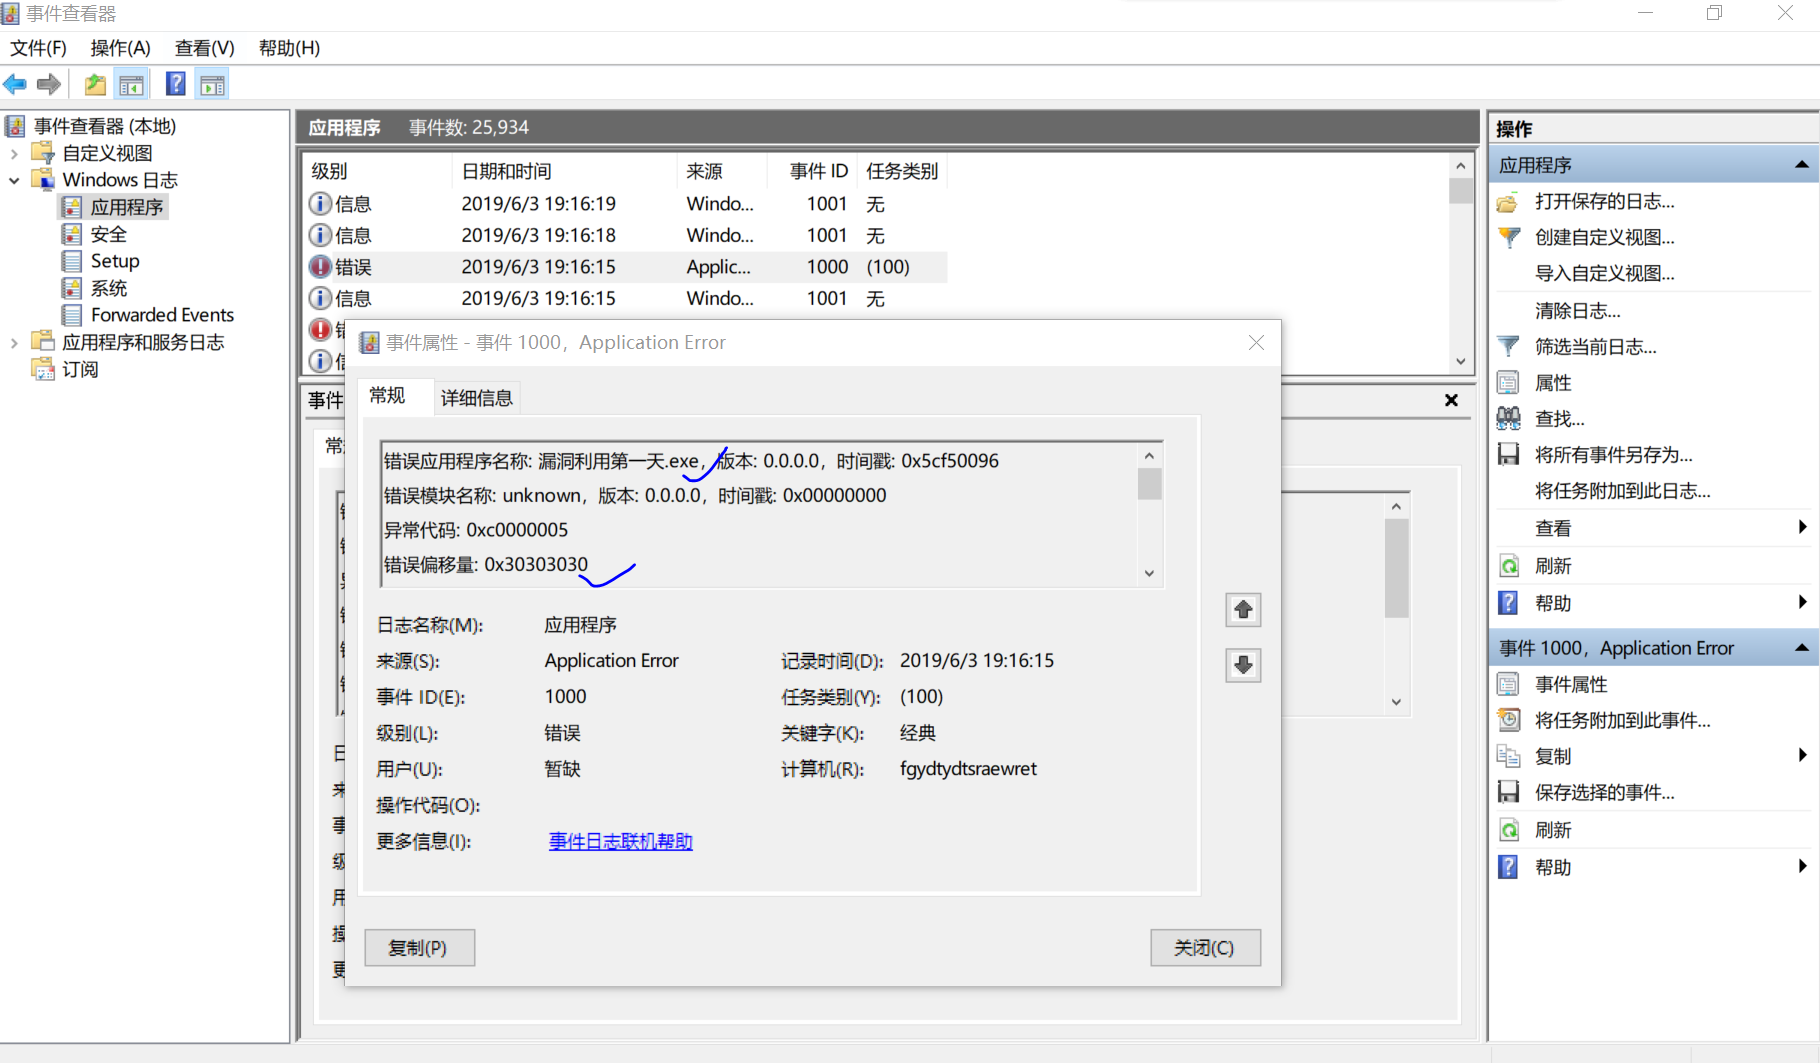 事件查看器
文件(F) 操作(A) 查看(V) 帮助(H)
事件查看器 (本地)
自定义视图
Windows 日志
应用程序
安全
Setup
系统
Forwarded Events
应用程序和服务日志
订阅
应用程序 事件数: 25,934
级别 日期和时间 来源 事件 ID 任务类别
信息 2019/6/3 19:16:19 Windo... 1001 无
信息 2019/6/3 19:16:18 Windo... 1001 无
错误 2019/6/3 19:16:15 Applic... 1000 (100)
信息 2019/6/3 19:16:15 Windo... 1001 无
事件
事件属性 - 事件 1000，Application Error
常规 详细信息
错误应用程序名称: 漏洞利用第一天.exe，版本: 0.0.0.0，时间戳: 0x5cf50096
错误模块名称: unknown，版本: 0.0.0.0，时间戳: 0x00000000
异常代码: 0xc0000005
错误偏移量: 0x30303030
日志名称(M): 应用程序
来源(S): Application Error 记录时间(D): 2019/6/3 19:16:15
事件 ID(E): 1000 任务类别(Y): (100)
级别(L): 错误 关键字(K): 经典
用户(U): 暂缺 计算机(R): fgydtydtsraewret
操作代码(O):
更多信息(I): 事件日志联机帮助
复制(P) 关闭(C)
操作
应用程序
打开保存的日志...
创建自定义视图...
导入自定义视图...
清除日志...
筛选当前日志...
属性
查找...
将所有事件另存为...
将任务附加到此日志...
查看
刷新
帮助
事件 1000，Application Error
事件属性
将任务附加到此事件...
复制
保存选择的事件...
刷新
帮助